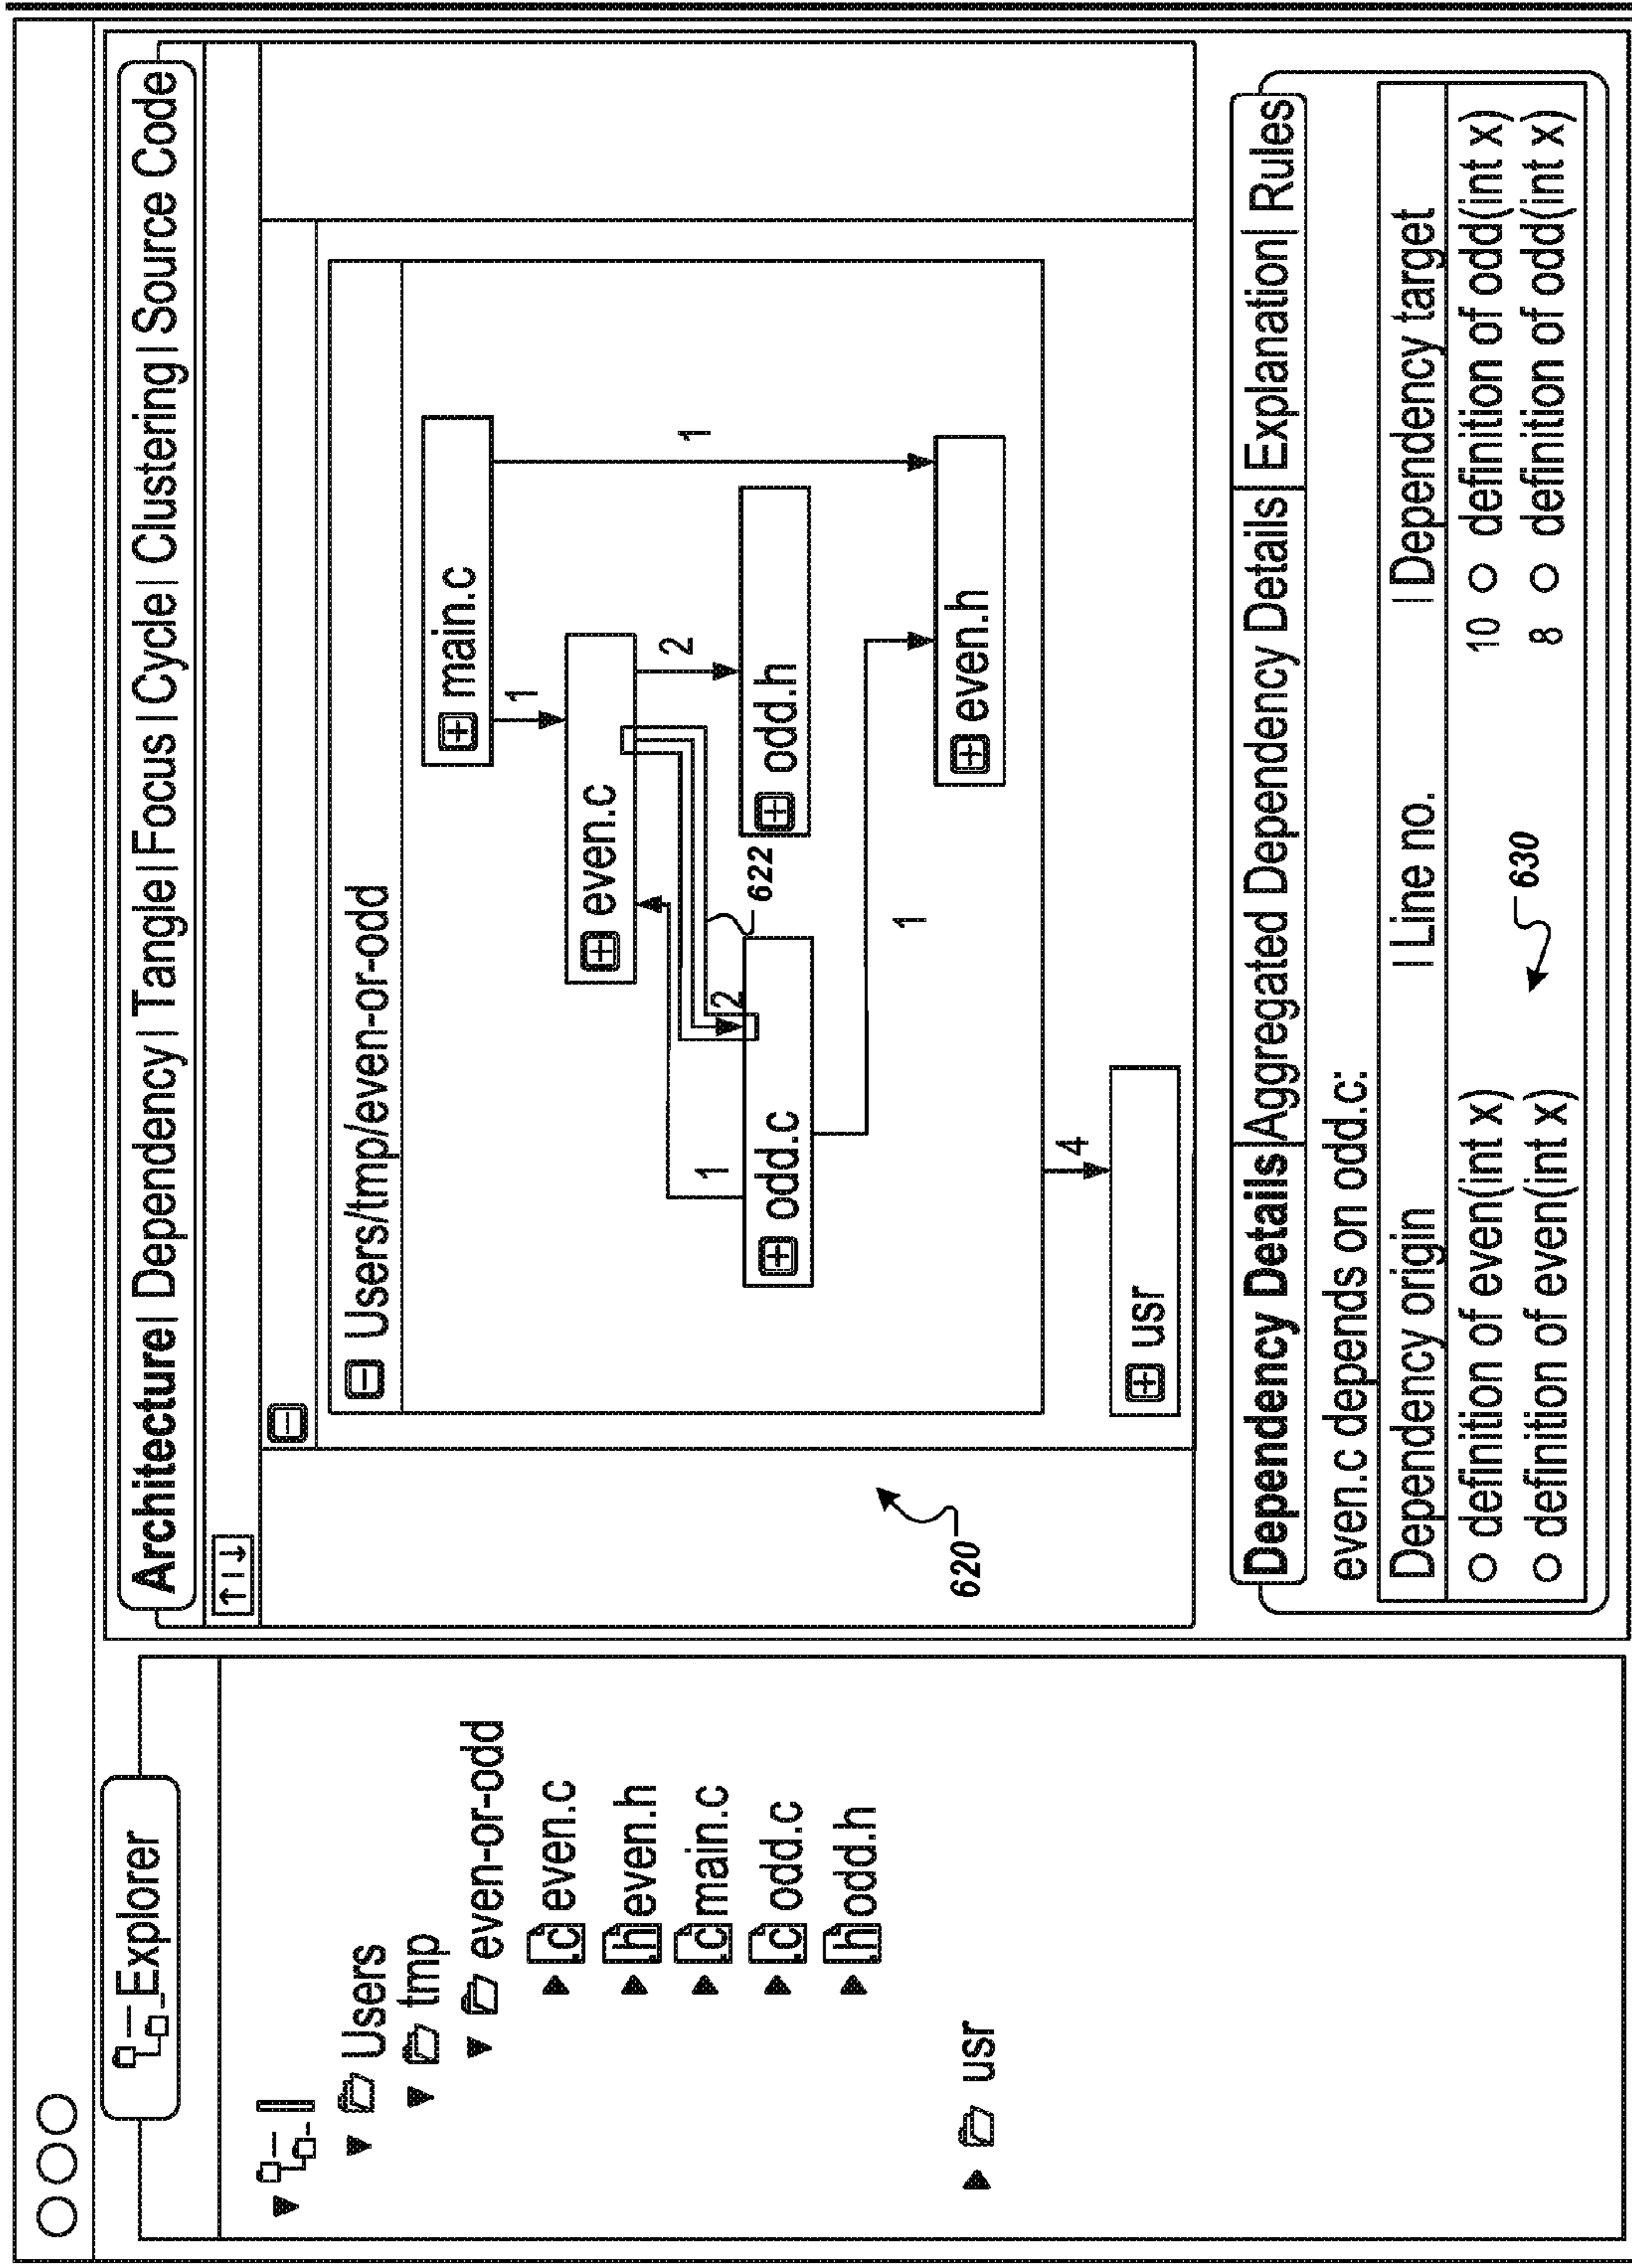 Explorer
Users
tmp
even-or-odd
.c even.c
.h even.h
.c main.c
.c odd.c
.h odd.h
usr
Architecture| Dependency| Tangle| Focus | Cycle| Clustering| Source Code
Users/tmp/even-or-odd
main.c
1
1
even.c
2
622
odd.h
2
1
odd.c
1
even.h
4
usr
620
Dependency Details|Aggregated Dependency Details| Explanation| Rules
even.c depends on odd.c:
Dependency origin | Line no. | Dependency target
definition of even(int x) 10 definition of odd(int x)
definition of even(int x) 8 definition of odd(int x)
630